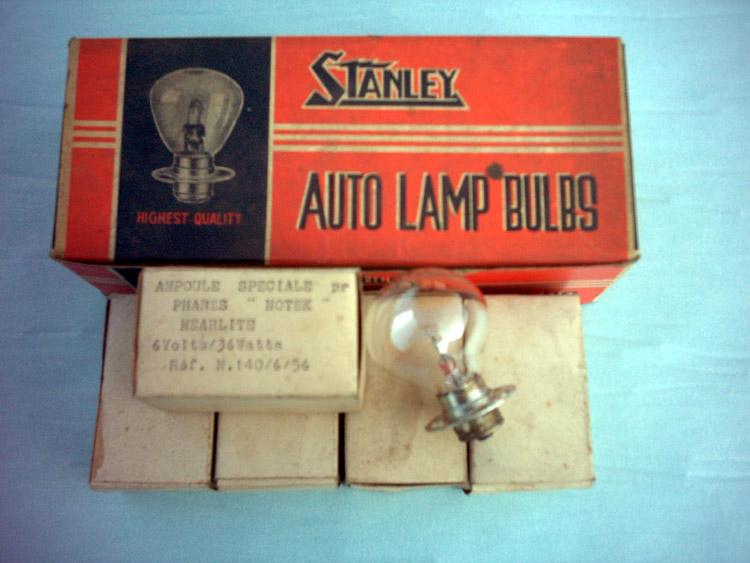 STANLEY
AUTO LAMP BULBS
HIGHEST QUALITY
AMPOULE SPECIALE pr
PHARES " NOTEK "
NEARLITE
6Volts/36Watts
Réf. N.140/6/56